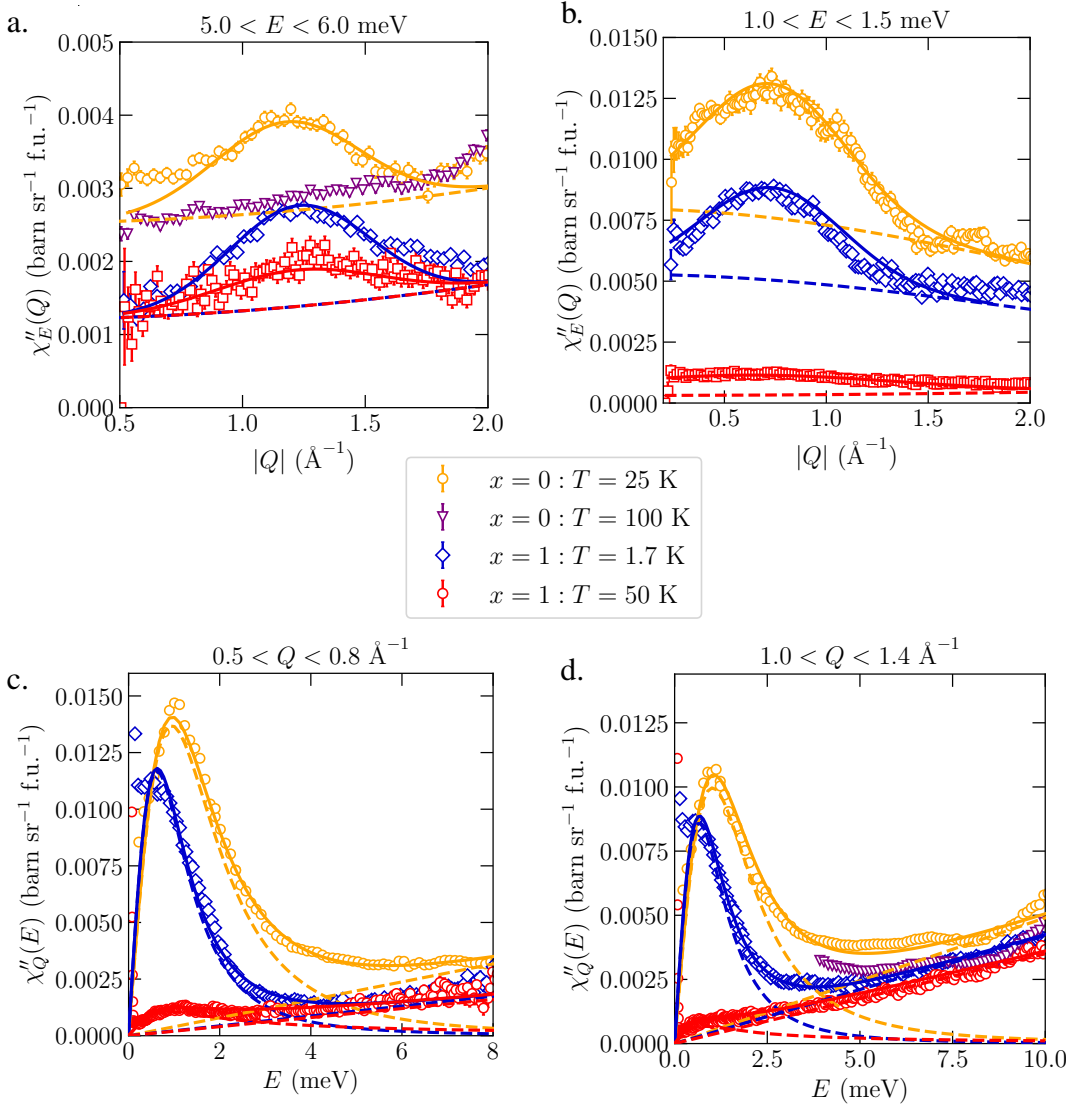 a.
5.0 < E < 6.0 meV
0.005
0.004
0.003
0.002
0.001
0.000
χ″_E(Q) (barn sr⁻¹ f.u.⁻¹)
0.5 1.0 1.5 2.0
|Q| (Å⁻¹)
b.
1.0 < E < 1.5 meV
0.0150
0.0125
0.0100
0.0075
0.0050
0.0025
0.0000
χ″_E(Q) (barn sr⁻¹ f.u.⁻¹)
0.5 1.0 1.5 2.0
|Q| (Å⁻¹)
x = 0 : T = 25 K
x = 0 : T = 100 K
x = 1 : T = 1.7 K
x = 1 : T = 50 K
c.
0.5 < Q < 0.8 Å⁻¹
0.0150
0.0125
0.0100
0.0075
0.0050
0.0025
0.0000
χ″_Q(E) (barn sr⁻¹ f.u.⁻¹)
0 2 4 6 8
E (meV)
d.
1.0 < Q < 1.4 Å⁻¹
0.0125
0.0100
0.0075
0.0050
0.0025
0.0000
χ″_Q(E) (barn sr⁻¹ f.u.⁻¹)
0.0 2.5 5.0 7.5 10.0
E (meV)